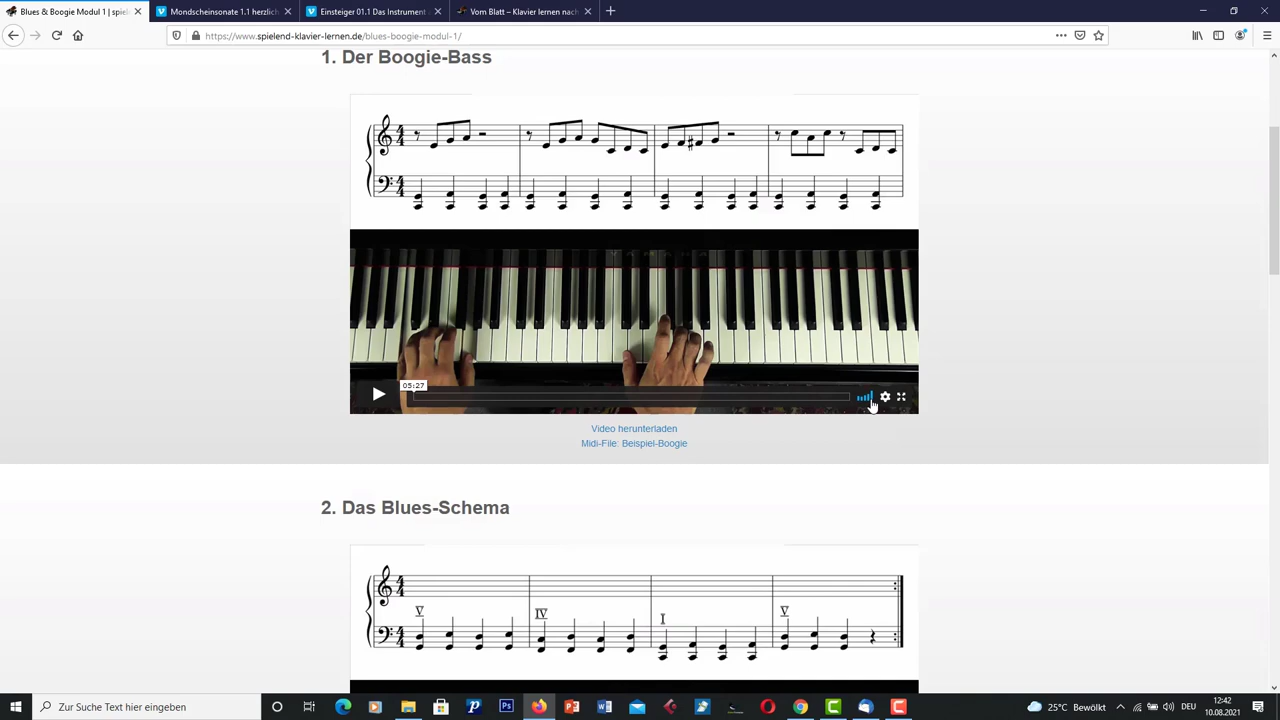 Blues & Boogie Modul 1 | spiel
Mondscheinsonate 1.1 herzlich
Einsteiger 01.1 Das Instrument
Vom Blatt – Klavier lernen nach
https://www.spielend-klavier-lernen.de/blues-boogie-modul-1/
1. Der Boogie-Bass
05:27
Video herunterladen
Midi-File: Beispiel-Boogie
2. Das Blues-Schema
V IV I V
Zur Suche Text hier eingeben
25°C Bewölkt
DEU
12:42
10.08.2021